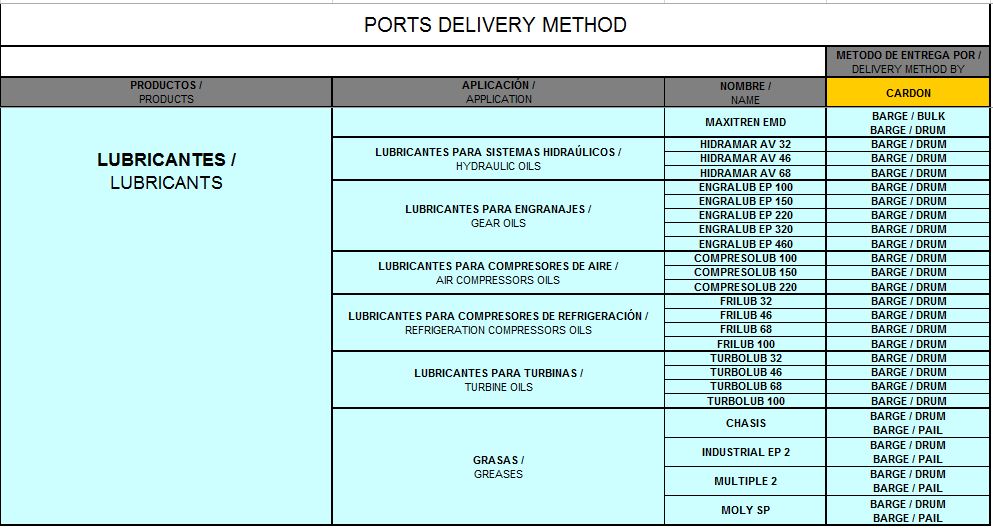 PORTS DELIVERY METHOD
METODO DE ENTREGA POR /
DELIVERY METHOD BY
PRODUCTOS /
PRODUCTS
APLICACIÓN /
APPLICATION
NOMBRE /
NAME
CARDON
LUBRICANTES /
LUBRICANTS
MAXITREN EMD
BARGE / BULK
BARGE / DRUM
LUBRICANTES PARA SISTEMAS HIDRAÚLICOS /
HYDRAULIC OILS
HIDRAMAR AV 32
BARGE / DRUM
HIDRAMAR AV 46
BARGE / DRUM
HIDRAMAR AV 68
BARGE / DRUM
LUBRICANTES PARA ENGRANAJES /
GEAR OILS
ENGRALUB EP 100
BARGE / DRUM
ENGRALUB EP 150
BARGE / DRUM
ENGRALUB EP 220
BARGE / DRUM
ENGRALUB EP 320
BARGE / DRUM
ENGRALUB EP 460
BARGE / DRUM
LUBRICANTES PARA COMPRESORES DE AIRE /
AIR COMPRESSORS OILS
COMPRESOLUB 100
BARGE / DRUM
COMPRESOLUB 150
BARGE / DRUM
COMPRESOLUB 220
BARGE / DRUM
LUBRICANTES PARA COMPRESORES DE REFRIGERACIÓN /
REFRIGERATION COMPRESSORS OILS
FRILUB 32
BARGE / DRUM
FRILUB 46
BARGE / DRUM
FRILUB 68
BARGE / DRUM
FRILUB 100
BARGE / DRUM
LUBRICANTES PARA TURBINAS /
TURBINE OILS
TURBOLUB 32
BARGE / DRUM
TURBOLUB 46
BARGE / DRUM
TURBOLUB 68
BARGE / DRUM
TURBOLUB 100
BARGE / DRUM
GRASAS /
GREASES
CHASIS
BARGE / DRUM
BARGE / PAIL
INDUSTRIAL EP 2
BARGE / DRUM
BARGE / PAIL
MULTIPLE 2
BARGE / DRUM
BARGE / PAIL
MOLY SP
BARGE / DRUM
BARGE / PAIL